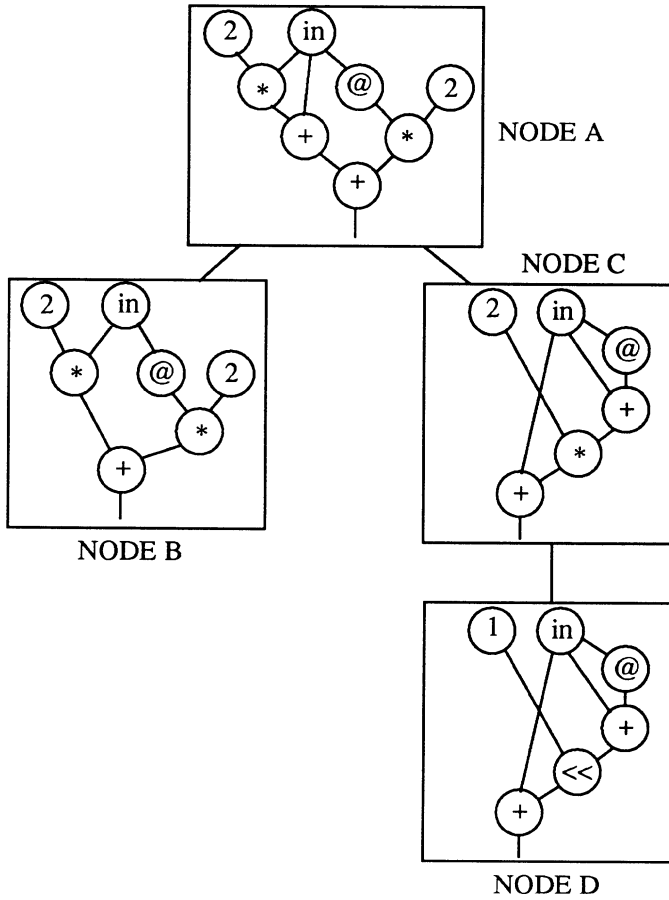 2 in
* @ 2
+ *
NODE A
+
NODE C
2 in
* @ 2
*
+
NODE B
2 in
@
+
*
+
1 in
@
+
<<
+
NODE D